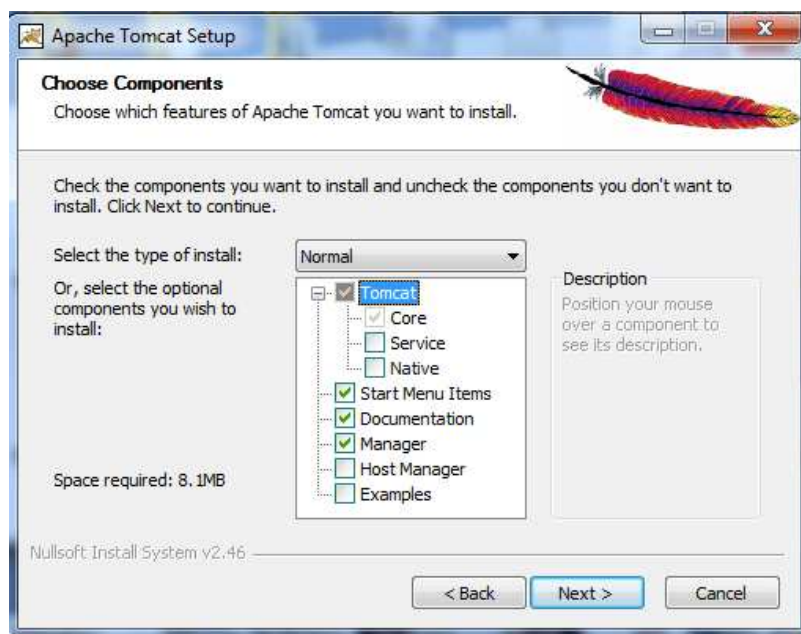 Apache Tomcat Setup
Choose Components
Choose which features of Apache Tomcat you want to install.
Check the components you want to install and uncheck the components you don't want to
install. Click Next to continue.
Select the type of install:
Normal
Or, select the optional
components you wish to
install:
Tomcat
Core
Service
Native
Start Menu Items
Documentation
Manager
Host Manager
Examples
Description
Position your mouse
over a component to
see its description.
Space required: 8.1MB
Nullsoft Install System v2.46
< Back
Next >
Cancel